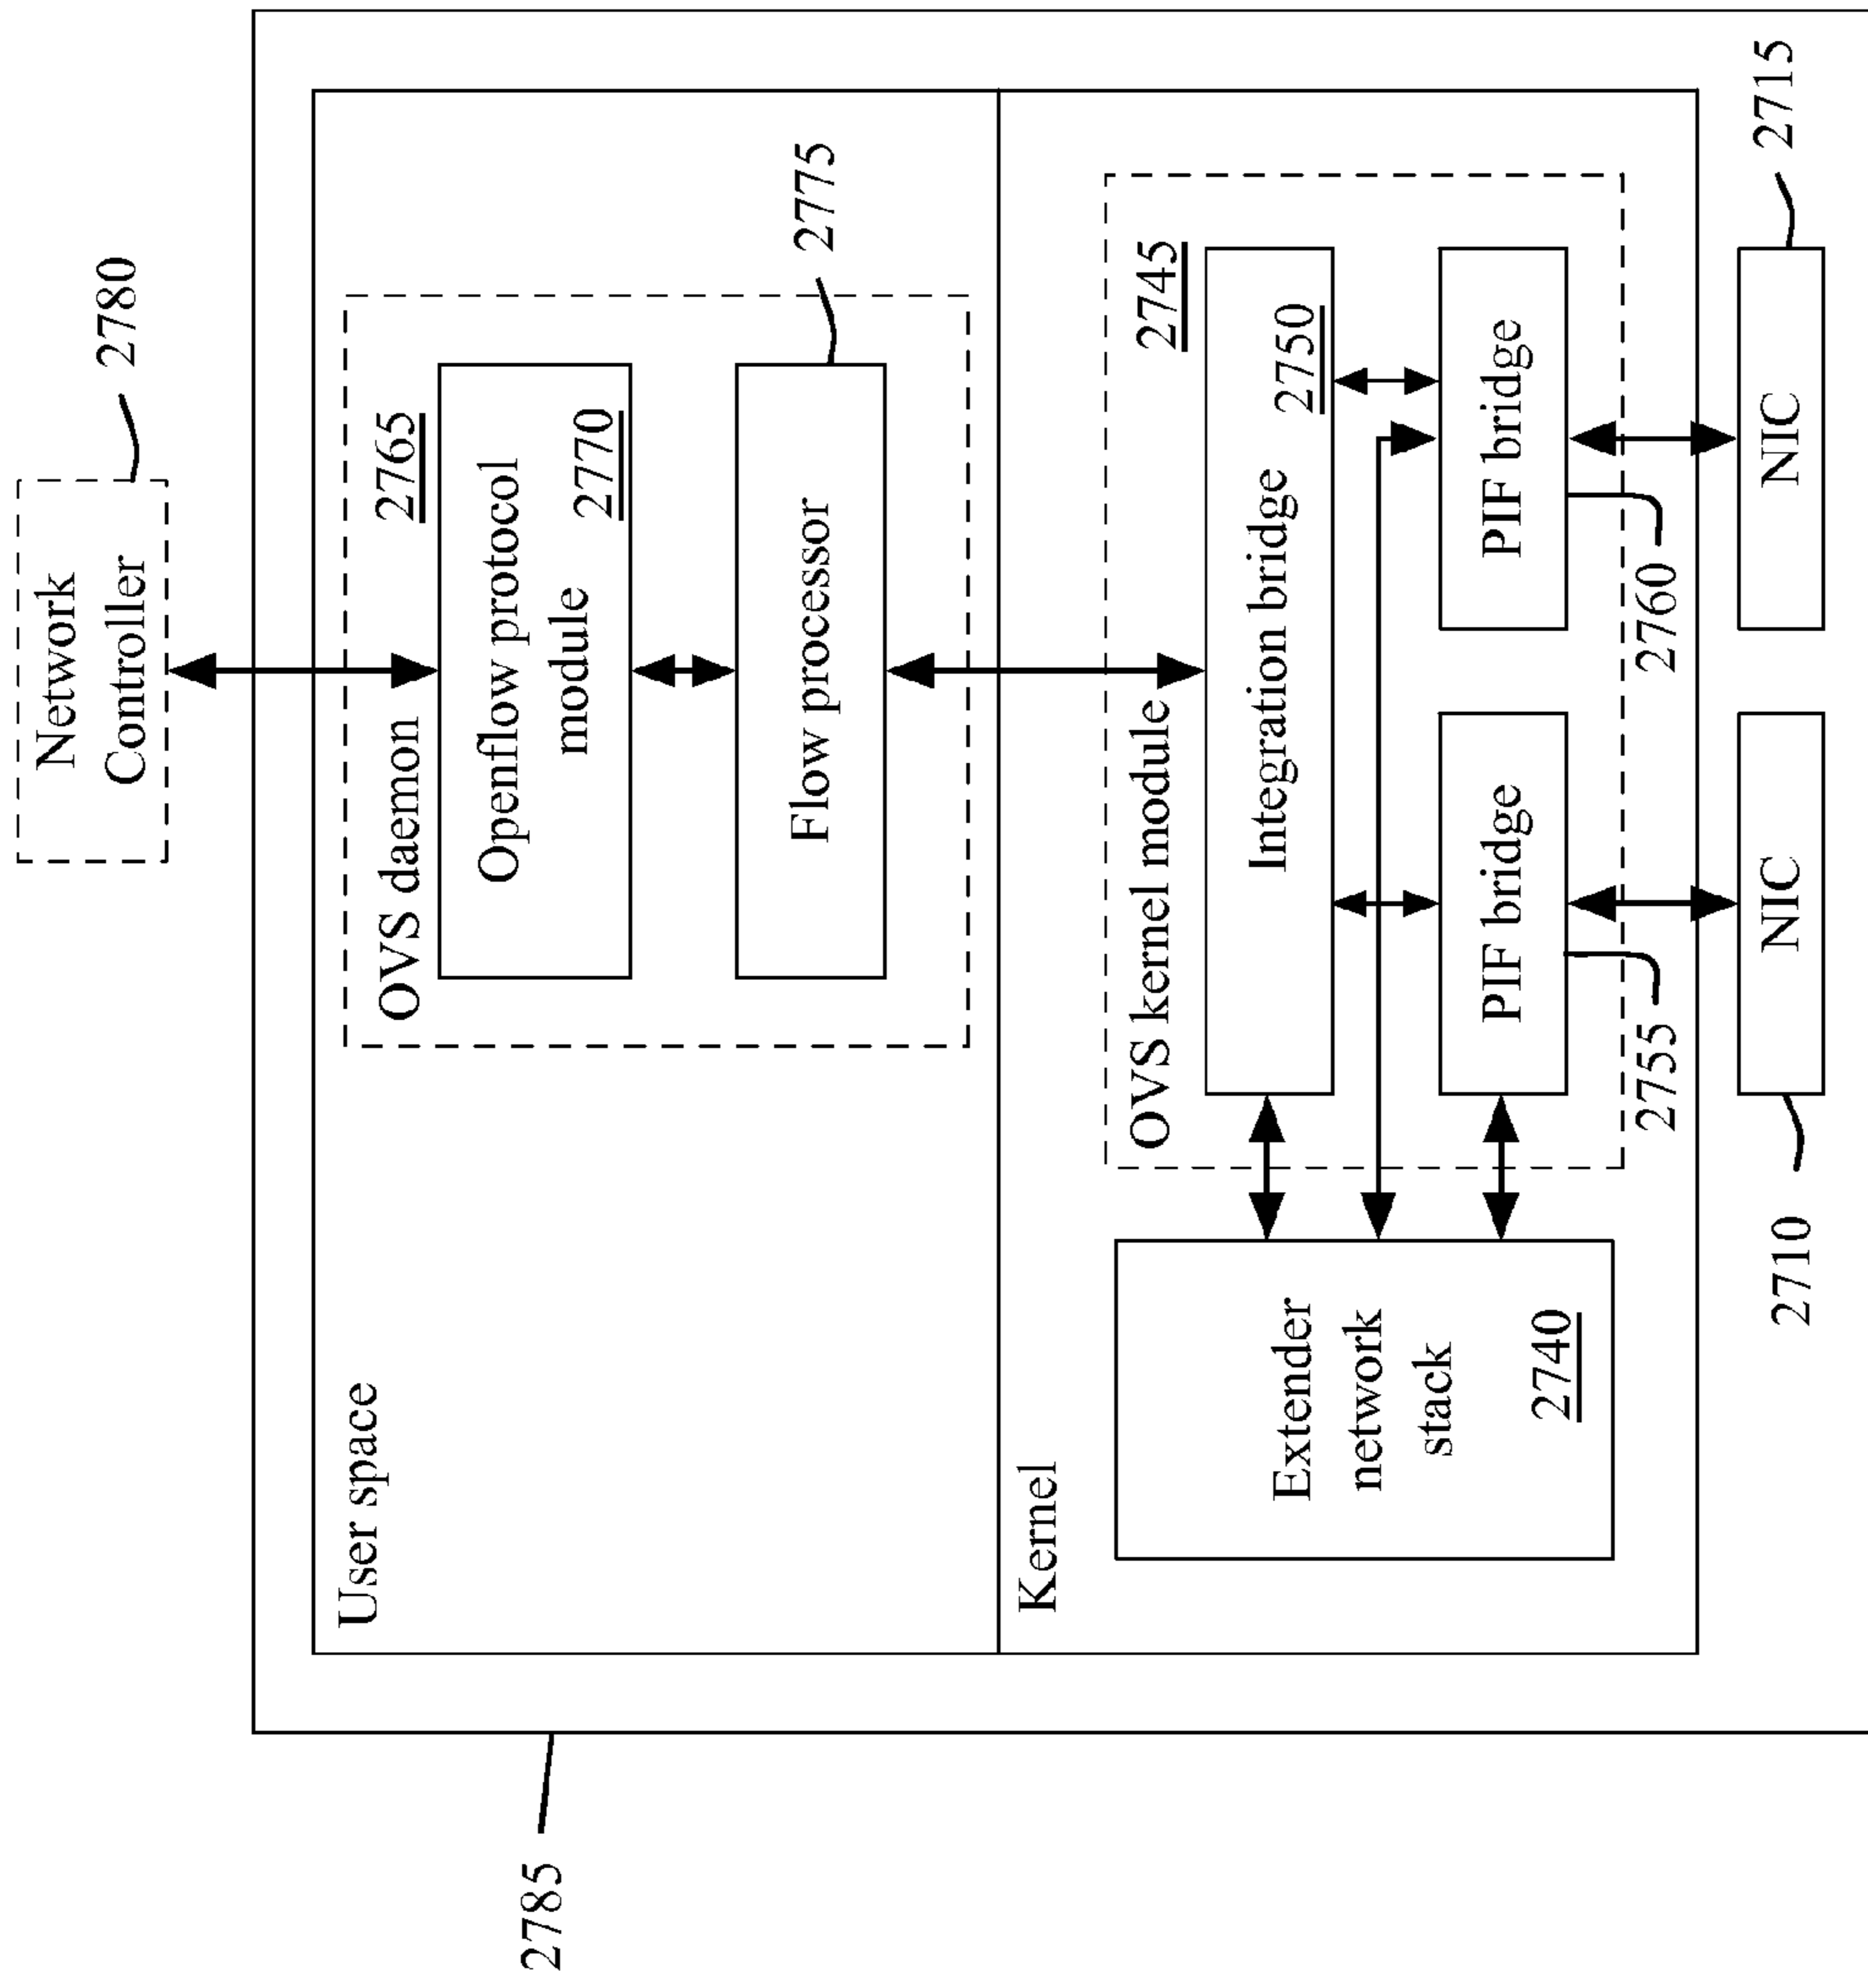 Network
Controller
2780
2785
User space
OVS daemon
2765
Openflow protocol
module
2770
Flow processor
2775
Kernel
OVS kernel module
2745
Integration bridge
2750
Extender
network
stack
2740
PIF bridge
PIF bridge
2755
2760
NIC
NIC
2710
2715